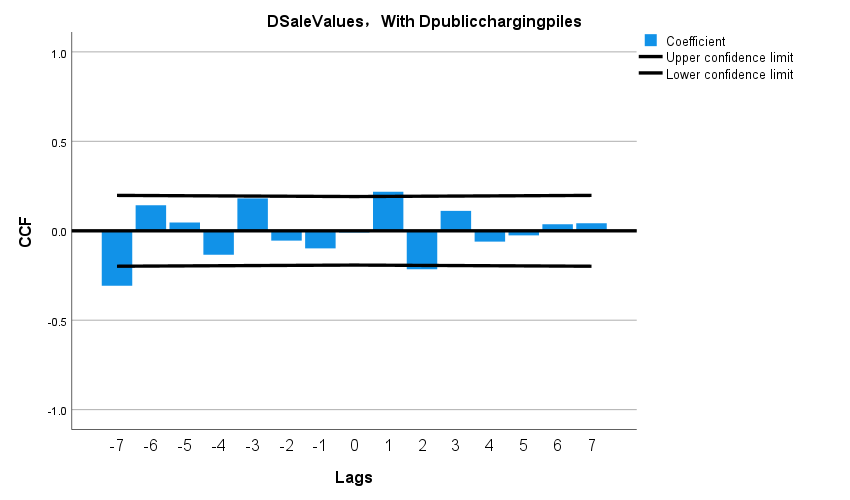 DSaleValues，With Dpublicchargingpiles
Coefficient
Upper confidence limit
Lower confidence limit
1.0
0.5
0.0
-0.5
-1.0
CCF
-7 -6 -5 -4 -3 -2 -1 0 1 2 3 4 5 6 7
Lags